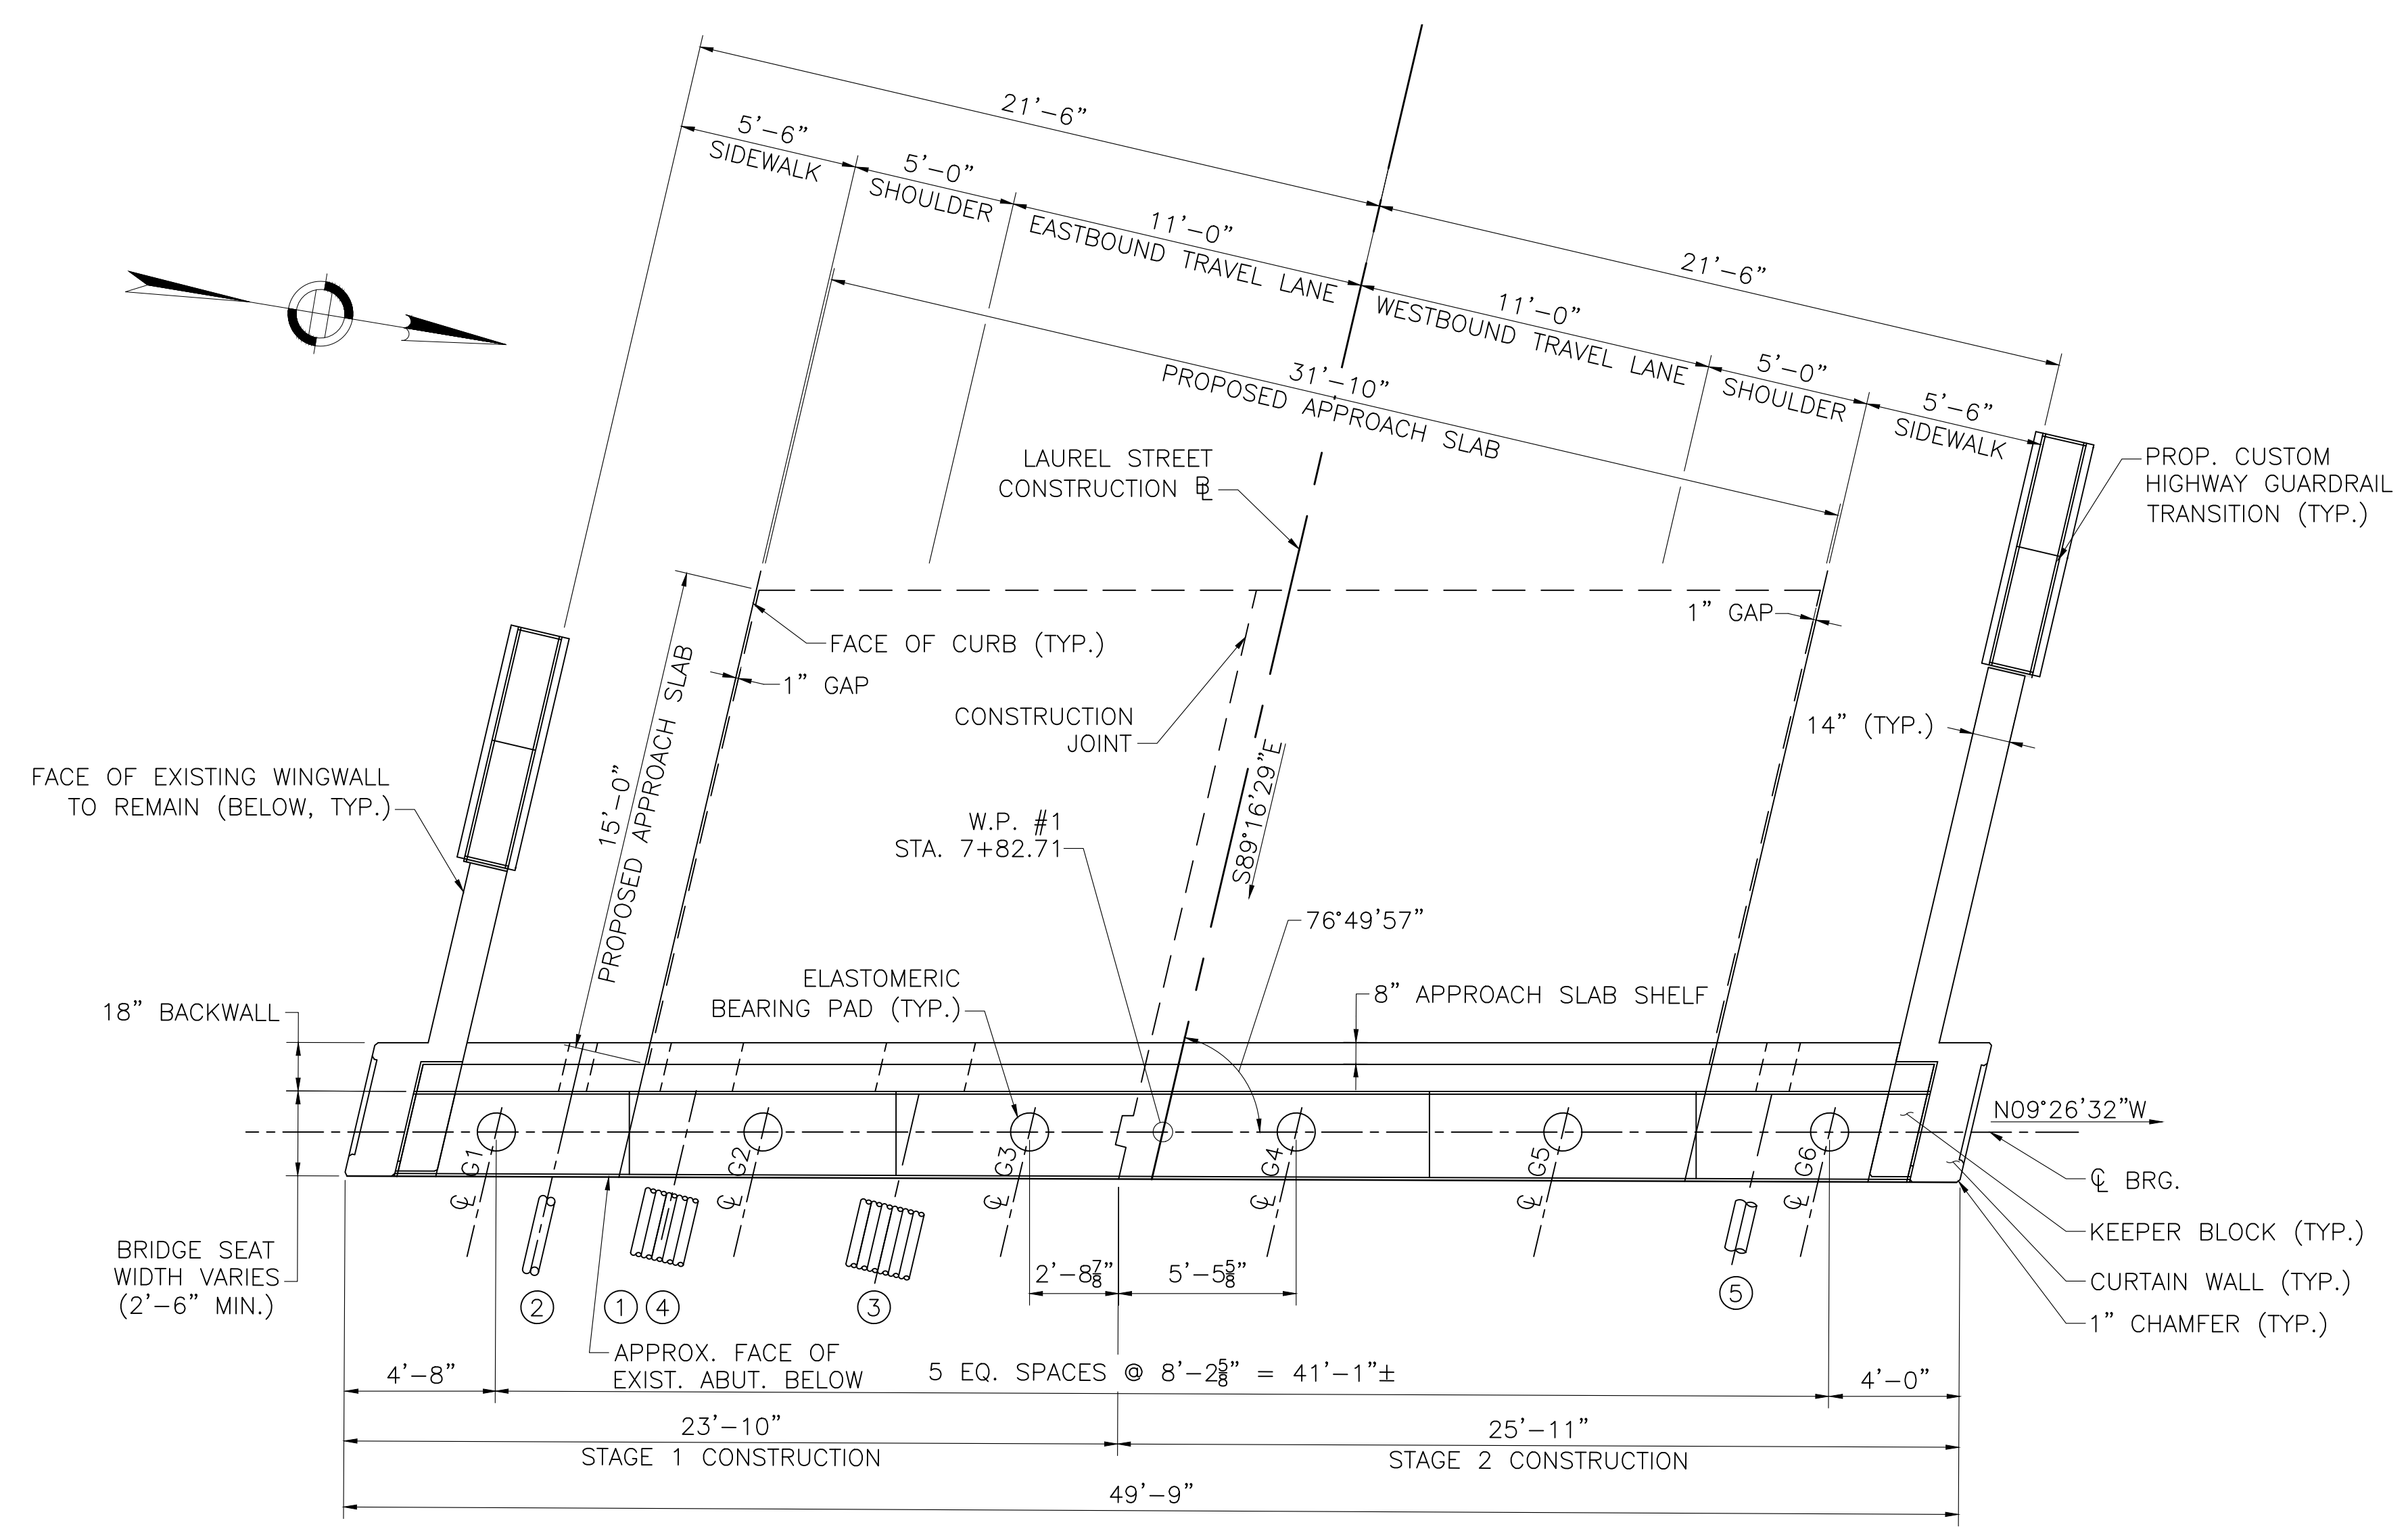 21'-6"
5'-6"
SIDEWALK
5'-0"
SHOULDER
11'-0"
EASTBOUND TRAVEL LANE
21'-6"
11'-0"
WESTBOUND TRAVEL LANE
5'-0"
SHOULDER
5'-6"
SIDEWALK
31'-10"
PROPOSED APPROACH SLAB
LAUREL STREET
CONSTRUCTION ℄
PROP. CUSTOM
HIGHWAY GUARDRAIL
TRANSITION (TYP.)
1" GAP
FACE OF CURB (TYP.)
1" GAP
15'-0"
PROPOSED APPROACH SLAB
CONSTRUCTION
JOINT
14" (TYP.)
FACE OF EXISTING WINGWALL
TO REMAIN (BELOW, TYP.)
W.P. #1
STA. 7+82.71
S89°16'29"E
76°49'57"
ELASTOMERIC
BEARING PAD (TYP.)
8" APPROACH SLAB SHELF
18" BACKWALL
N09°26'32"W
℄ G1
℄ G2
℄ G3
℄ G4
℄ G5
℄ G6
℄ BRG.
KEEPER BLOCK (TYP.)
CURTAIN WALL (TYP.)
1" CHAMFER (TYP.)
BRIDGE SEAT
WIDTH VARIES
(2'-6" MIN.)
2'-8⅞"
5'-5⅝"
2
1
4
3
5
APPROX. FACE OF
EXIST. ABUT. BELOW
4'-8"
5 EQ. SPACES @ 8'-2⅝" = 41'-1"±
4'-0"
23'-10"
STAGE 1 CONSTRUCTION
25'-11"
STAGE 2 CONSTRUCTION
49'-9"